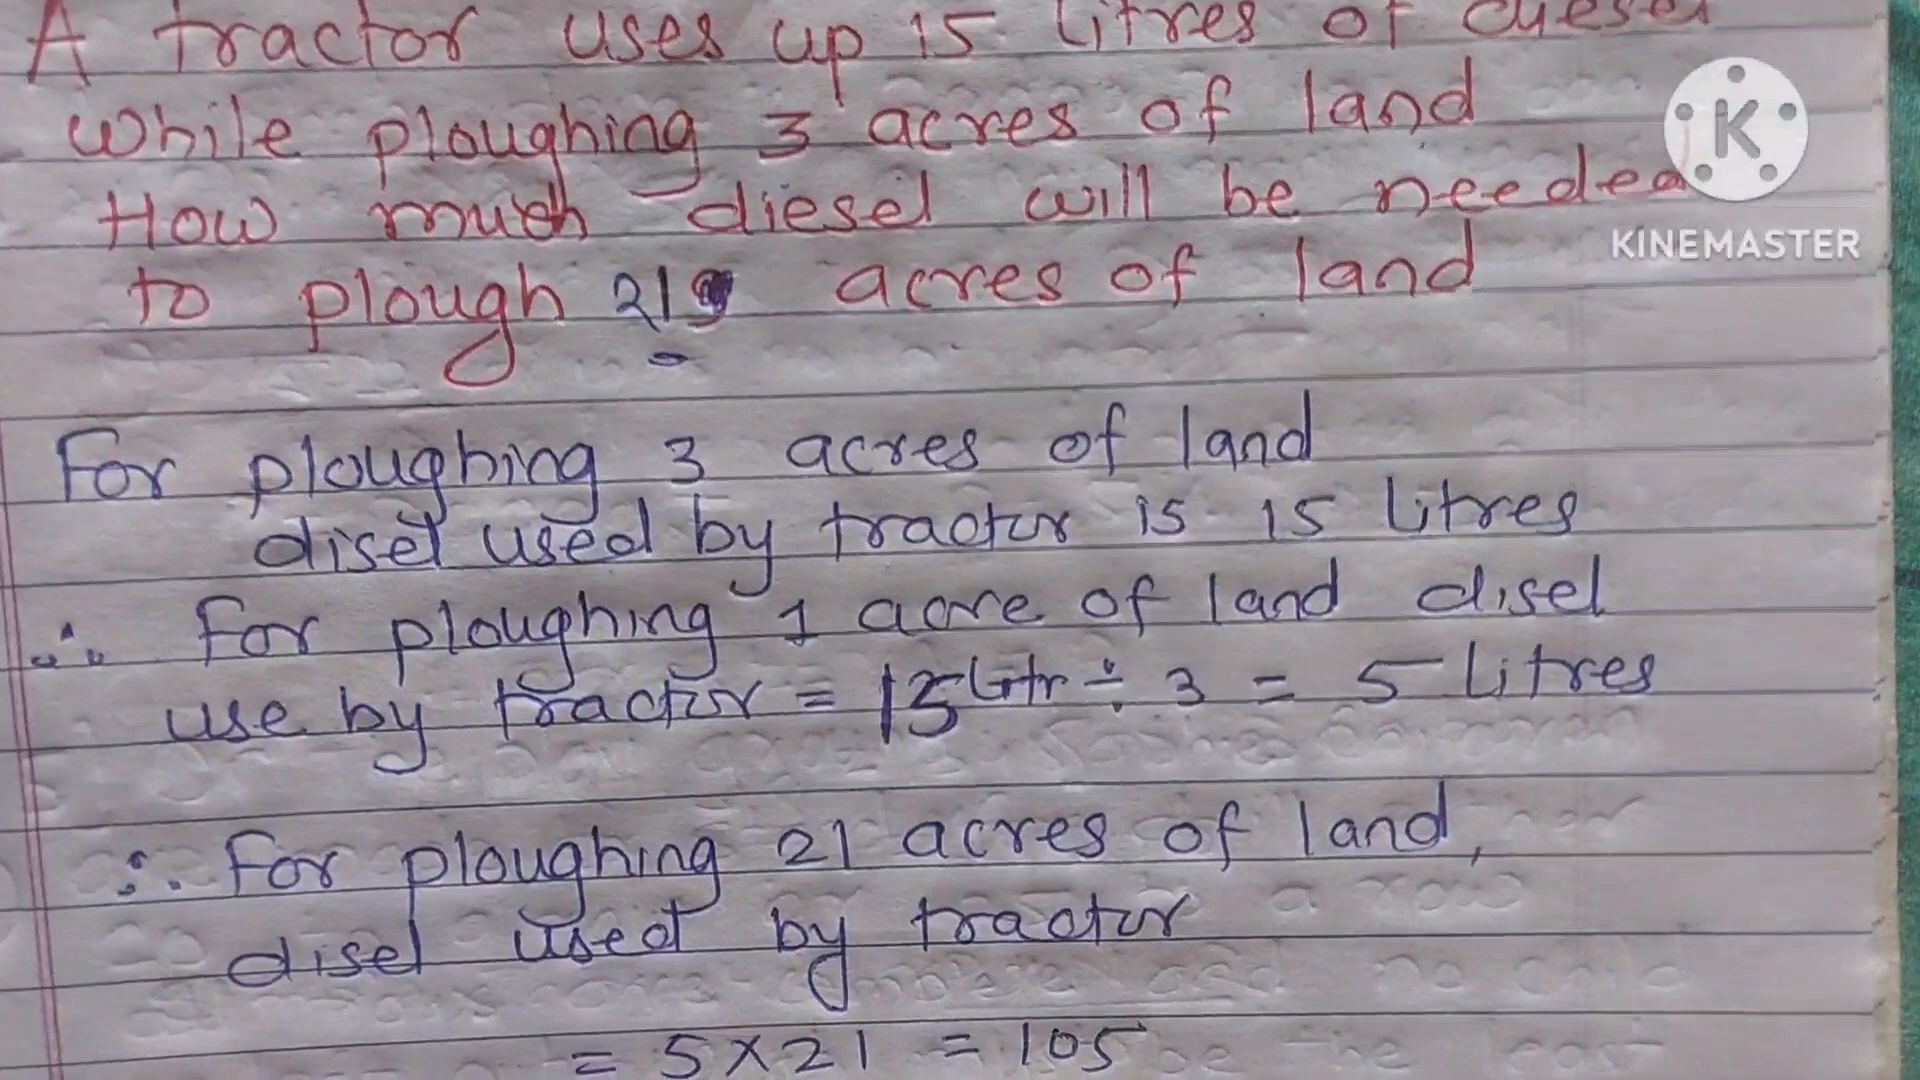 A tractor uses up 15 litres of diesel
while ploughing 3 acres of land
How much diesel will be needed
to plough 21 acres of land
For ploughing 3 acres of land
disel used by tractor is 15 litres
∴ For ploughing 1 acre of land disel
use by tractor = 15 Litr ÷ 3 = 5 litres
∴ For ploughing 21 acres of land,
disel used by tractor
= 5 × 21 = 105
K
KINEMASTER